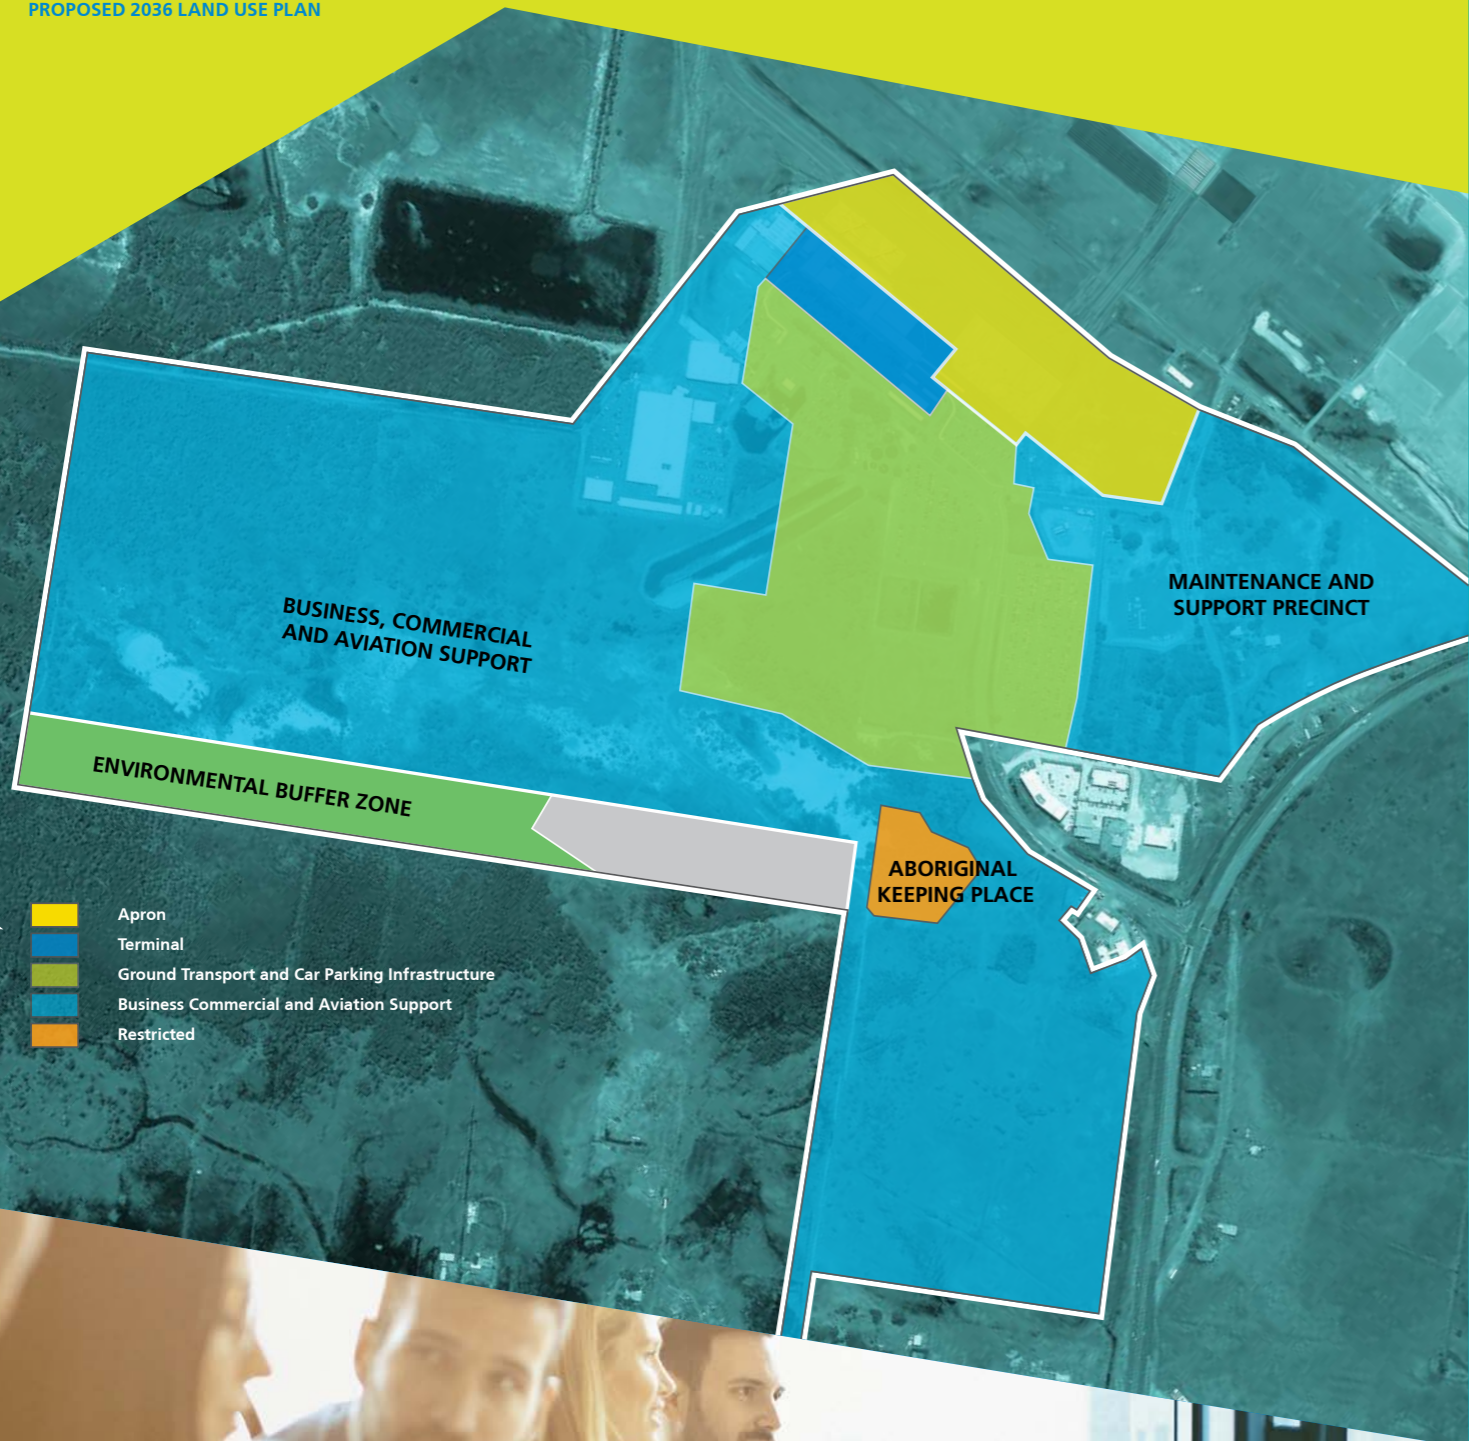 PROPOSED 2036 LAND USE PLAN
MAINTENANCE AND
SUPPORT PRECINCT
BUSINESS, COMMERCIAL
AND AVIATION SUPPORT
ENVIRONMENTAL BUFFER ZONE
ABORIGINAL
KEEPING PLACE
Apron
Terminal
Ground Transport and Car Parking Infrastructure
Business Commercial and Aviation Support
Restricted